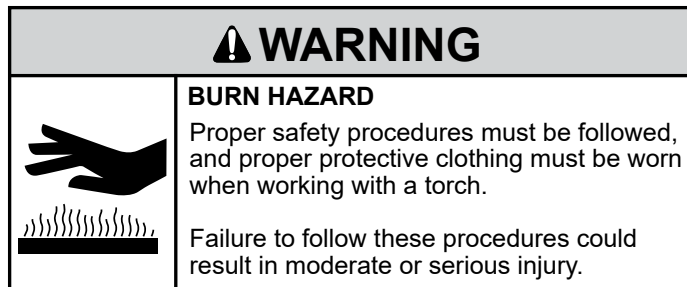 WARNING
BURN HAZARD
Proper safety procedures must be followed,
and proper protective clothing must be worn
when working with a torch.
Failure to follow these procedures could
result in moderate or serious injury.